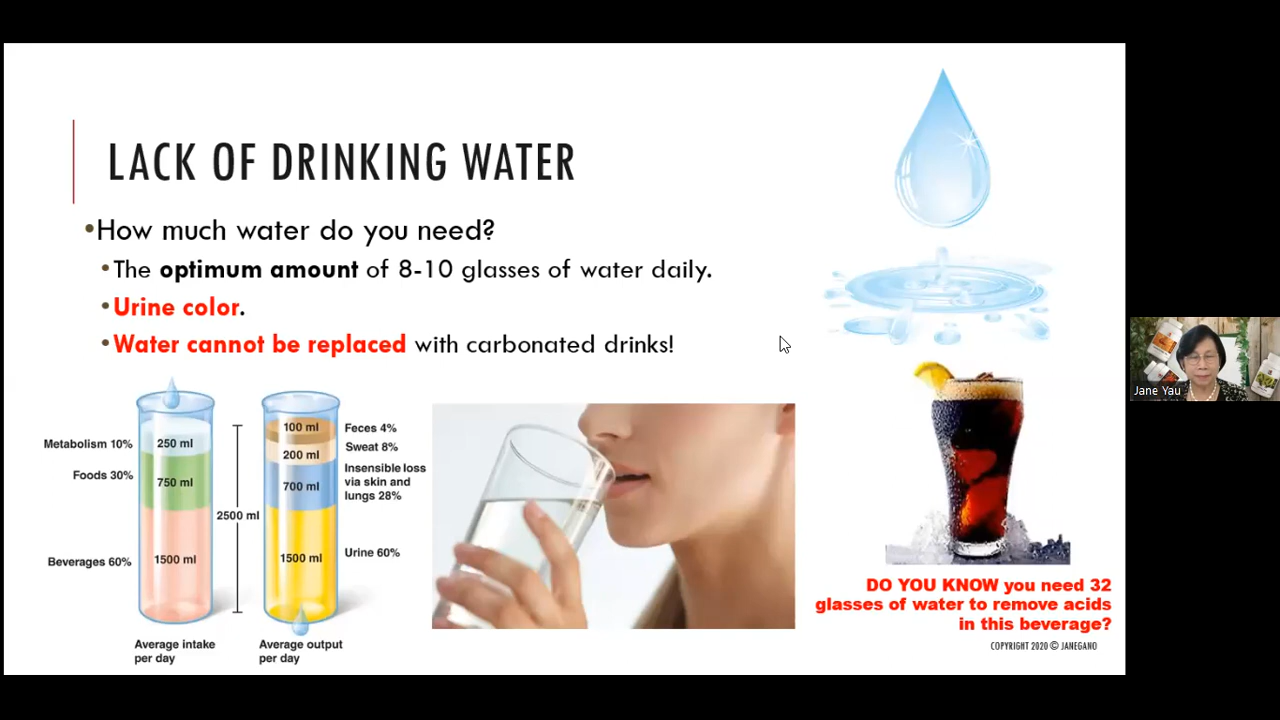 LACK OF DRINKING WATER
•How much water do you need?
•The optimum amount of 8-10 glasses of water daily.
•Urine color.
•Water cannot be replaced with carbonated drinks!
Metabolism 10%
250 ml
Foods 30%
750 ml
Beverages 60%
1500 ml
Average intake
per day
2500 ml
100 ml
Feces 4%
200 ml
Sweat 8%
700 ml
Insensible loss
via skin and
lungs 28%
1500 ml
Urine 60%
Average output
per day
DO YOU KNOW you need 32
glasses of water to remove acids
in this beverage?
COPYRIGHT 2020 © JANEGANO
Jane Yau